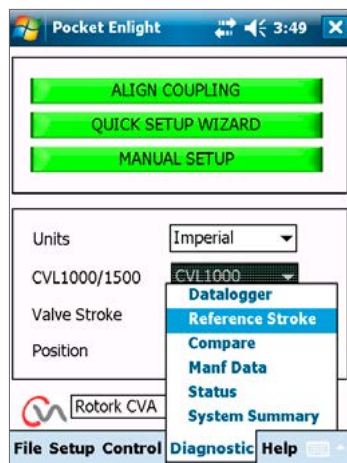 Pocket Enlight 3:49
ALIGN COUPLING
QUICK SETUP WIZARD
MANUAL SETUP
Units Imperial
CVL1000/1500 CVL1000
Valve Stroke
Position
Datalogger
Reference Stroke
Compare
Manf Data
Status
System Summary
Rotork CVA
File Setup Control Diagnostic Help